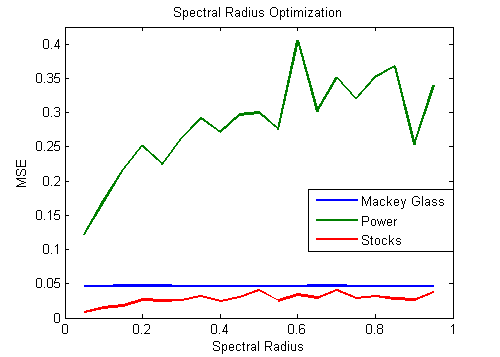 Spectral Radius Optimization
0.4
0.35
0.3
0.25
0.2
0.15
0.1
0.05
0
MSE
Mackey Glass
Power
Stocks
0 0.2 0.4 0.6 0.8 1
Spectral Radius